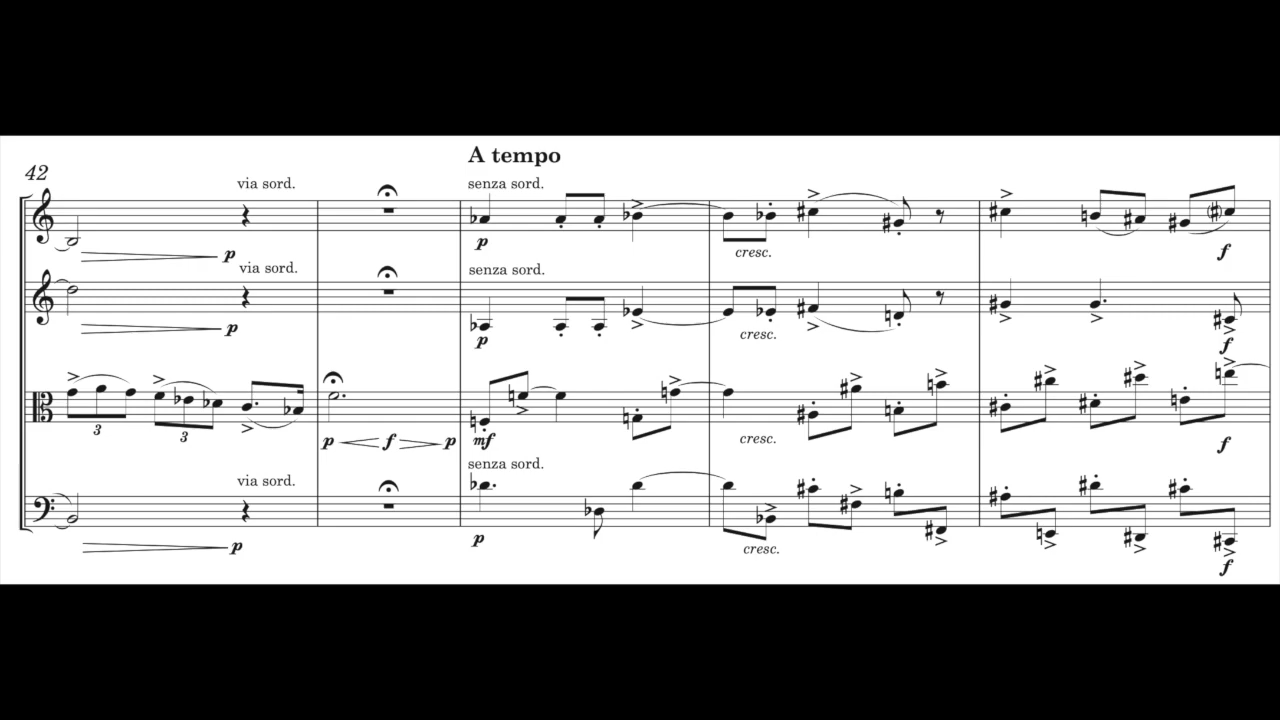 A tempo
42
via sord.
senza sord.
p
p
cresc.
f
via sord.
senza sord.
p
p
cresc.
f
3
3
p f p
mf
cresc.
f
via sord.
senza sord.
p
p
cresc.
f